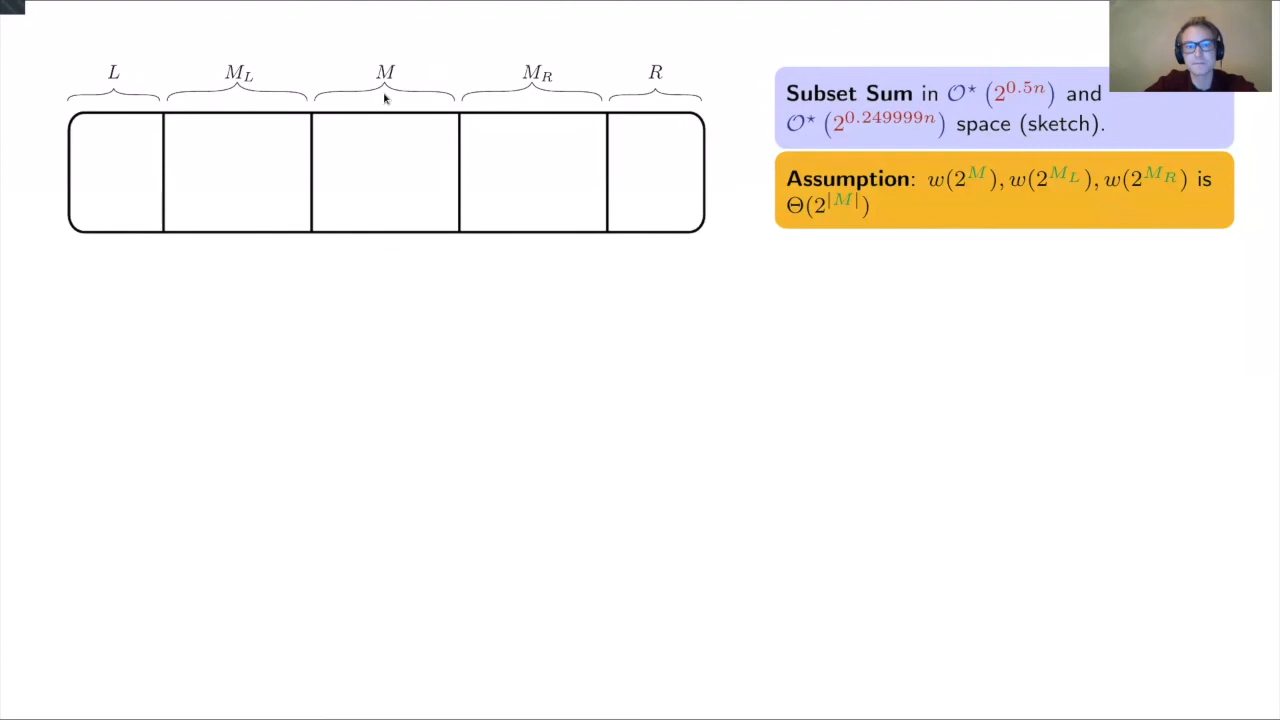 L M_L M M_R R
Subset Sum in 𝒪* (2^{0.5n}) and
𝒪* (2^{0.249999n}) space (sketch).
Assumption: w(2^M), w(2^{M_L}), w(2^{M_R}) is
Θ(2^{|M|})